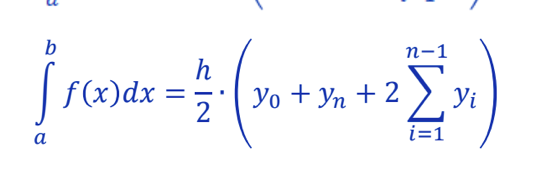 ∫_a^b f(x)dx = h/2 · (y₀ + yₙ + 2 ∑_{i=1}^{n−1} yᵢ)